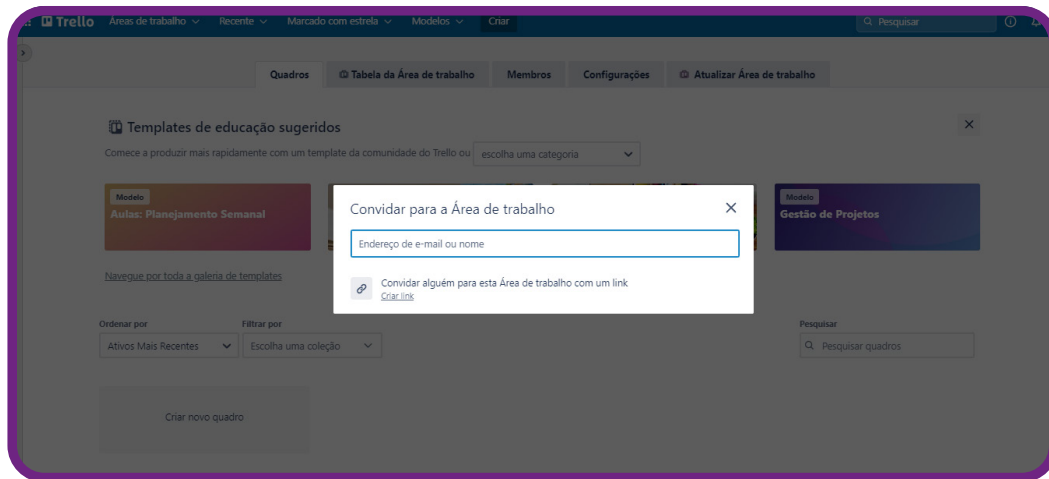 Trello Áreas de trabalho Recente Marcado com estrela Modelos Criar Pesquisar
Quadros Tabela da Área de trabalho Membros Configurações Atualizar Área de trabalho
Templates de educação sugeridos
Comece a produzir mais rapidamente com um template da comunidade do Trello ou escolha uma categoria
Modelo
Aulas: Planejamento Semanal
Modelo
Gestão de Projetos
Convidar para a Área de trabalho
Endereço de e-mail ou nome
Convidar alguém para esta Área de trabalho com um link
Criar link
Navegue por toda a galeria de templates
Ordenar por Filtrar por Pesquisar
Ativos Mais Recentes Escolha uma coleção Pesquisar quadros
Criar novo quadro